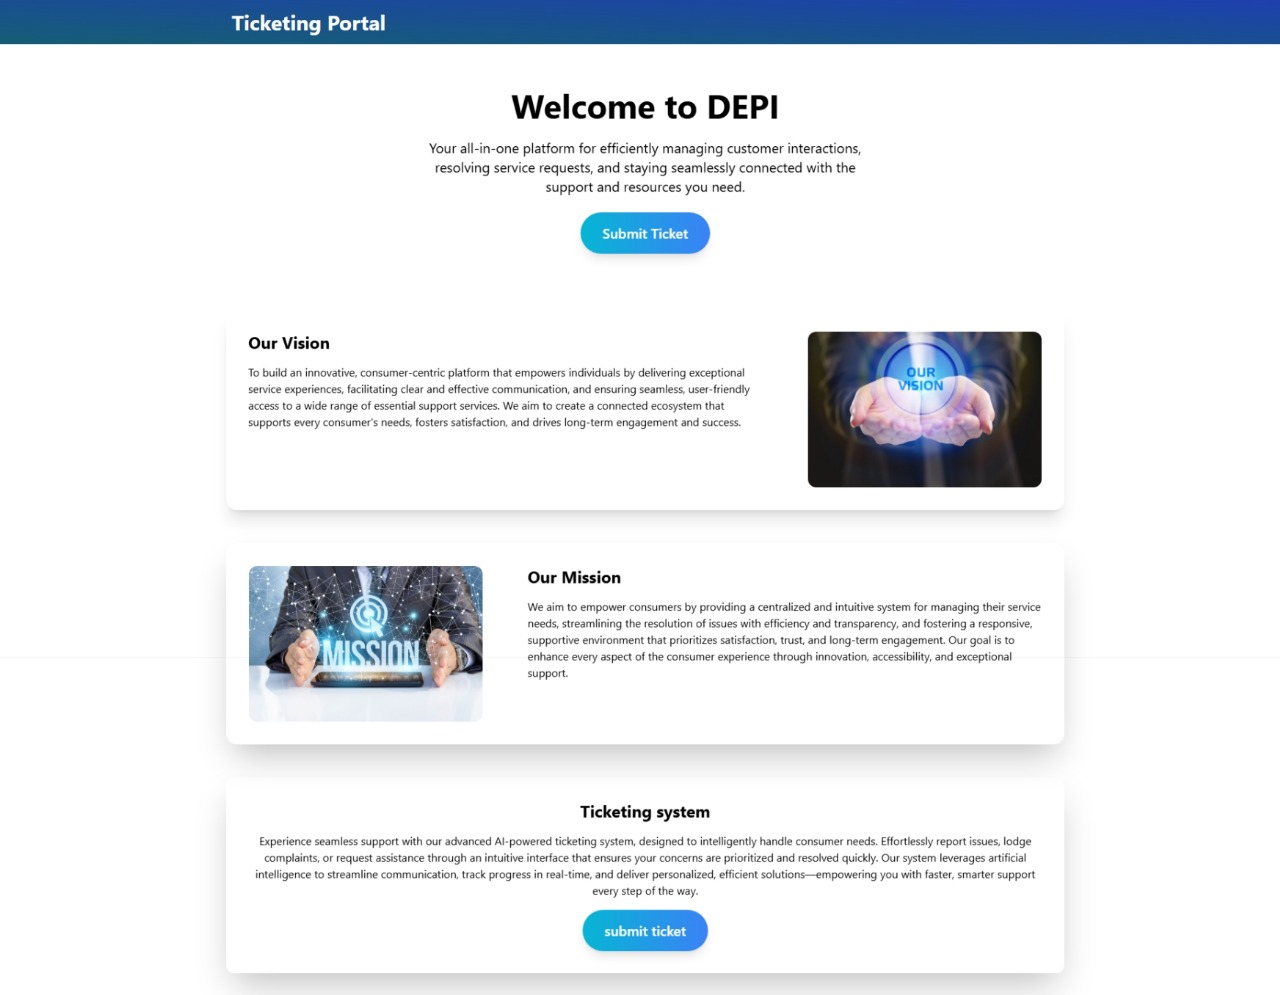 Ticketing Portal
Welcome to DEPI
Your all-in-one platform for efficiently managing customer interactions,
resolving service requests, and staying seamlessly connected with the
support and resources you need.
Submit Ticket
Our Vision
To build an innovative, consumer-centric platform that empowers individuals by delivering exceptional
service experiences, facilitating clear and effective communication, and ensuring seamless, user-friendly
access to a wide range of essential support services. We aim to create a connected ecosystem that
supports every consumer's needs, fosters satisfaction, and drives long-term engagement and success.
OUR
VISION
MISSION
Our Mission
We aim to empower consumers by providing a centralized and intuitive system for managing their service
needs, streamlining the resolution of issues with efficiency and transparency, and fostering a responsive,
supportive environment that prioritizes satisfaction, trust, and long-term engagement. Our goal is to
enhance every aspect of the consumer experience through innovation, accessibility, and exceptional
support.
Ticketing system
Experience seamless support with our advanced AI-powered ticketing system, designed to intelligently handle consumer needs. Effortlessly report issues, lodge
complaints, or request assistance through an intuitive interface that ensures your concerns are prioritized and resolved quickly. Our system leverages artificial
intelligence to streamline communication, track progress in real-time, and deliver personalized, efficient solutions—empowering you with faster, smarter support
every step of the way.
submit ticket